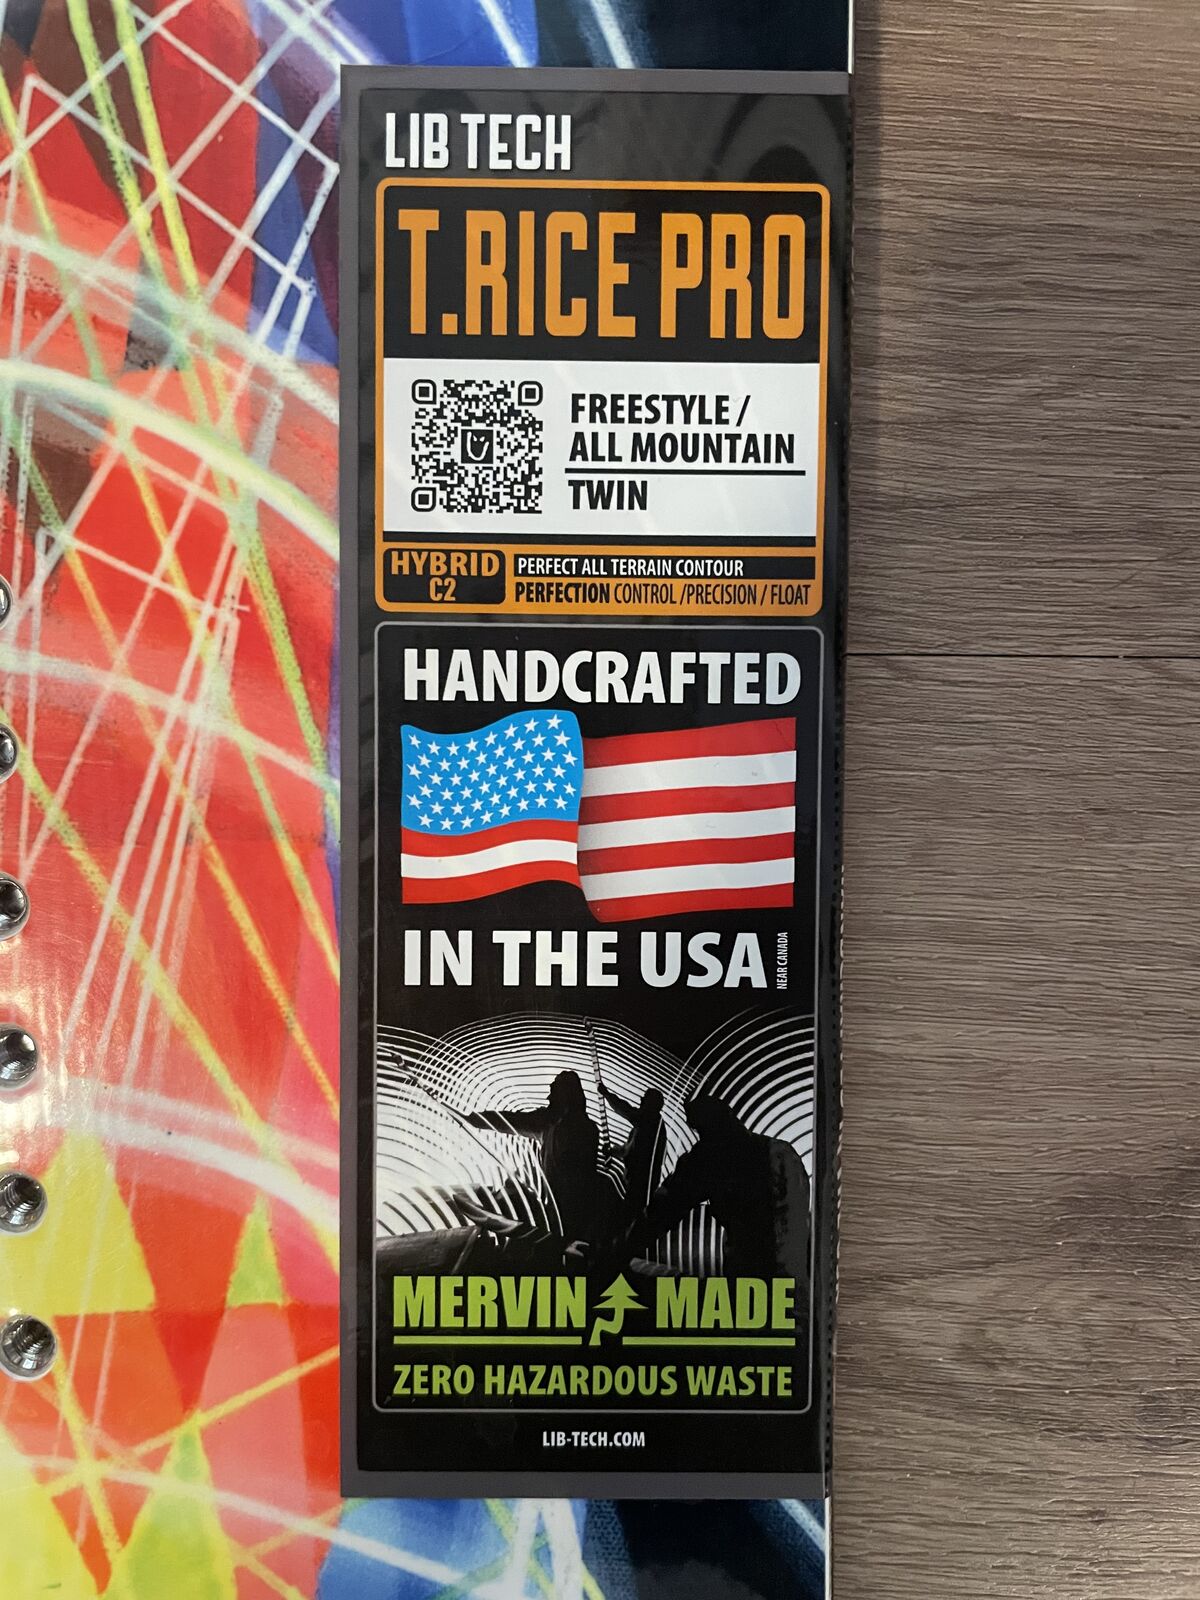 LIB TECH
T.RICE PRO
FREESTYLE /
ALL MOUNTAIN
TWIN
HYBRID
C2
PERFECT ALL TERRAIN CONTOUR
PERFECTION CONTROL /PRECISION / FLOAT
HANDCRAFTED
IN THE USA
NEAR CANADA
MERVIN MADE
ZERO HAZARDOUS WASTE
LIB-TECH.COM